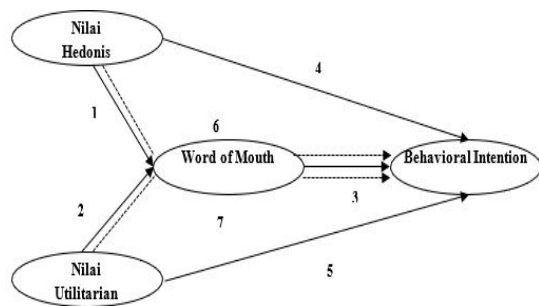 Nilai
Hedonis
4
1
6
Word of Mouth
Behavioral Intention
3
2
7
5
Nilai
Utilitarian